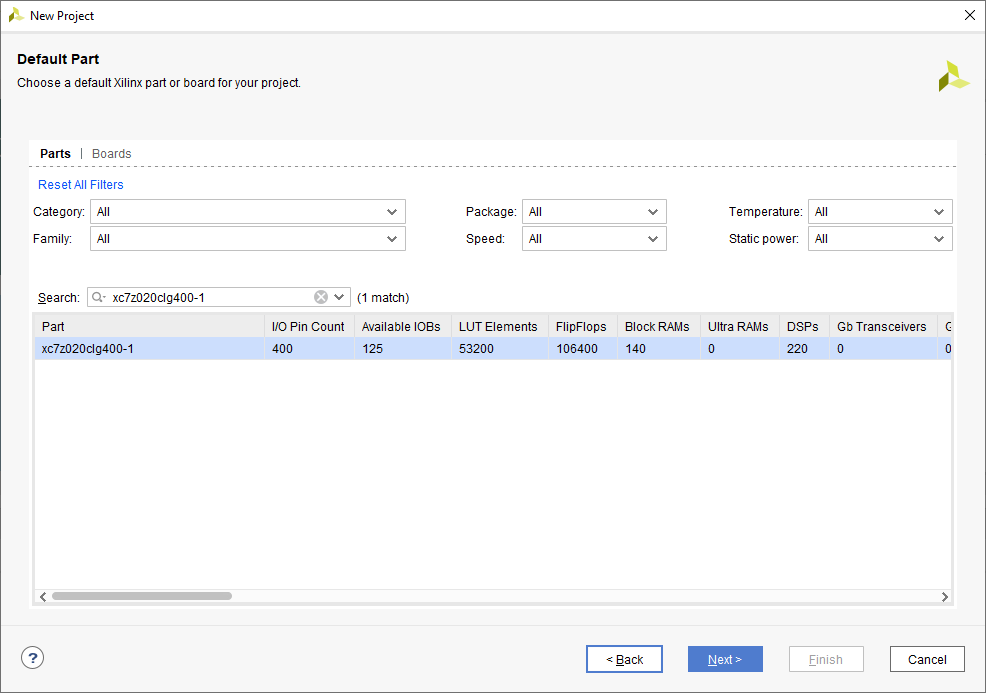 New Project
Default Part
Choose a default Xilinx part or board for your project.
Parts | Boards
Reset All Filters
Category: All Package: All Temperature: All
Family: All Speed: All Static power: All
Search: xc7z020clg400-1 (1 match)
Part I/O Pin Count Available IOBs LUT Elements FlipFlops Block RAMs Ultra RAMs DSPs Gb Transceivers G
xc7z020clg400-1 400 125 53200 106400 140 0 220 0 0
? < Back Next > Finish Cancel